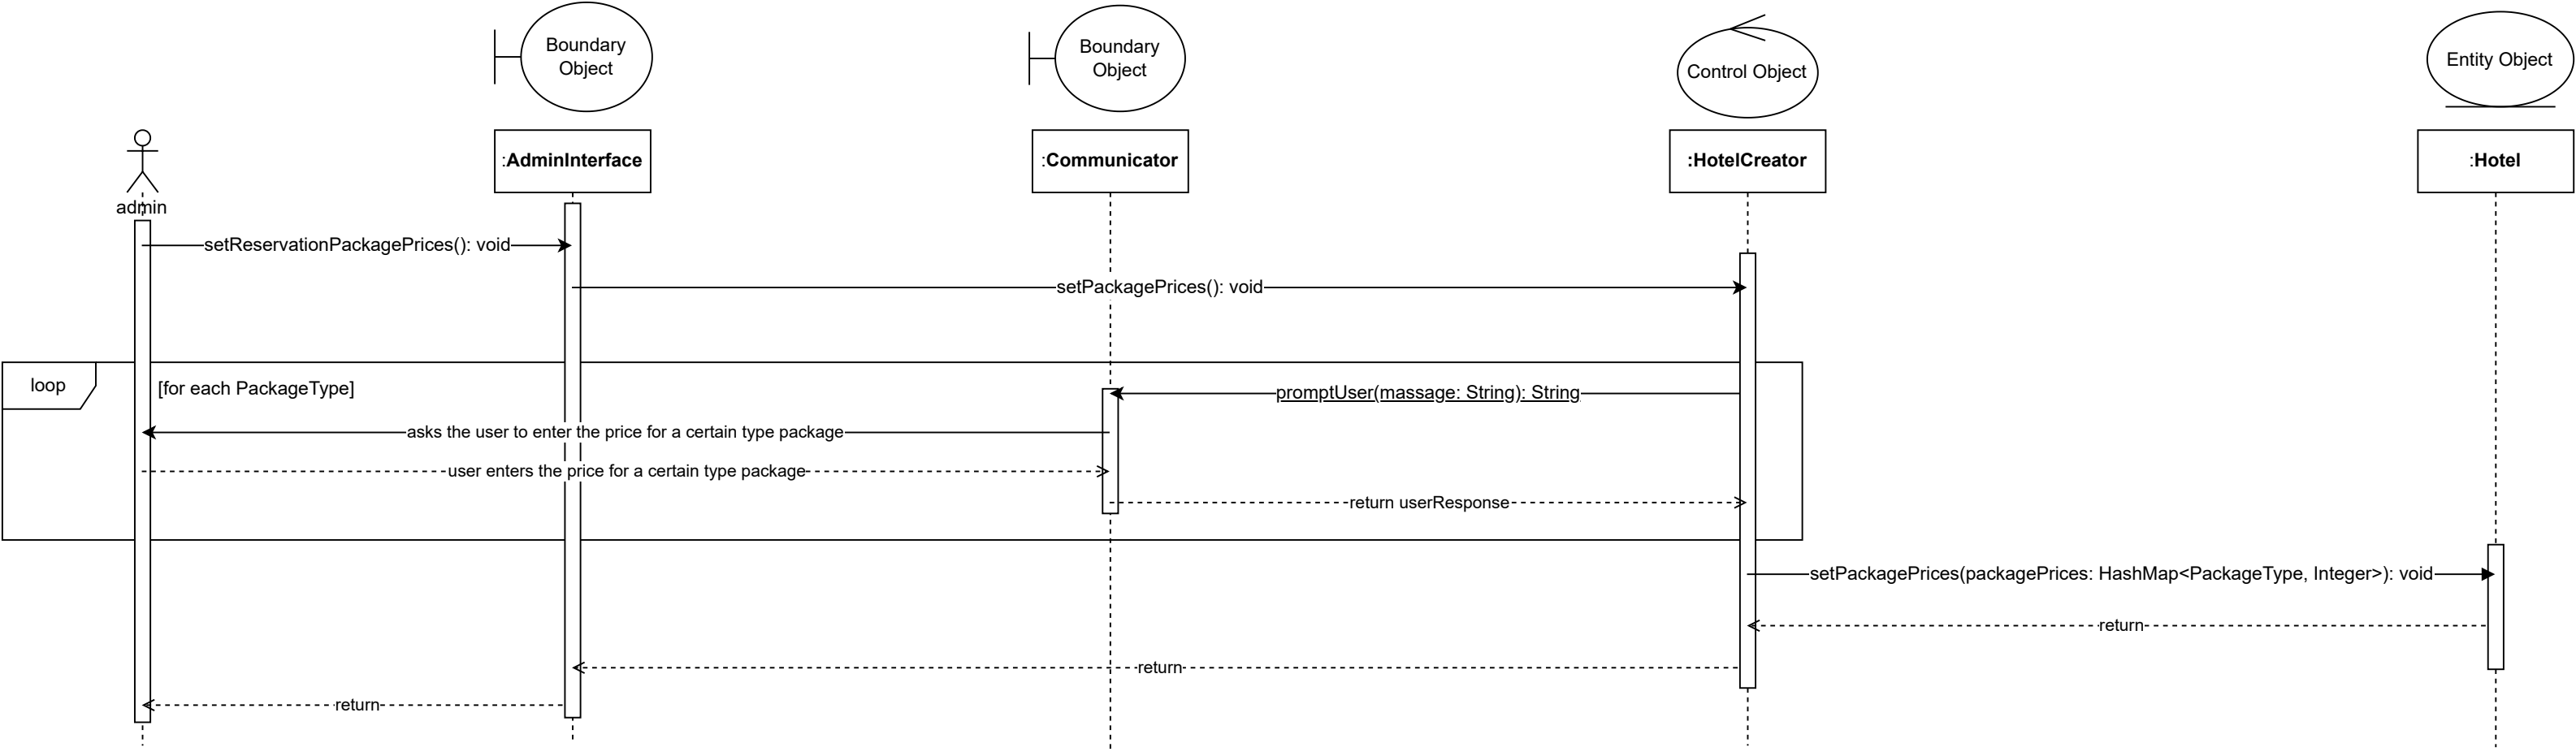 Boundary
Object
Boundary
Object
Control Object
Entity Object
admin
:AdminInterface
:Communicator
:HotelCreator
:Hotel
setReservationPackagePrices(): void
setPackagePrices(): void
loop
[for each PackageType]
promptUser(massage: String): String
asks the user to enter the price for a certain type package
user enters the price for a certain type package
return userResponse
setPackagePrices(packagePrices: HashMap<PackageType, Integer>): void
return
return
return